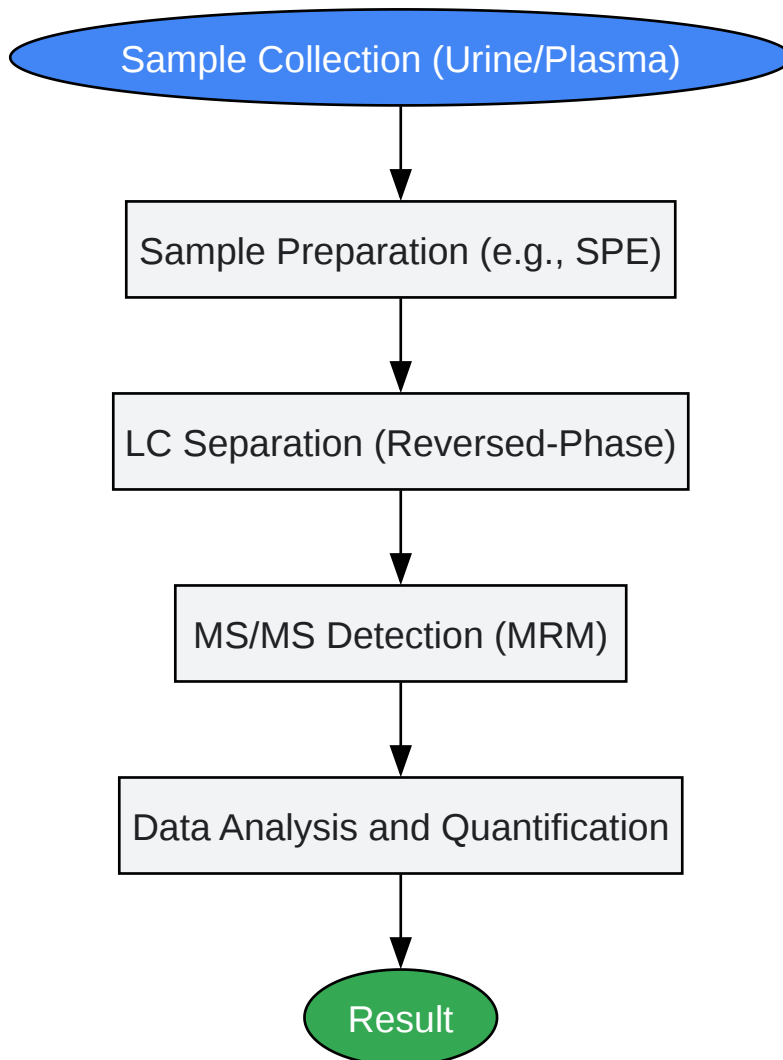 Sample Collection (Urine/Plasma)
Sample Preparation (e.g., SPE)
LC Separation (Reversed-Phase)
MS/MS Detection (MRM)
Data Analysis and Quantification
Result